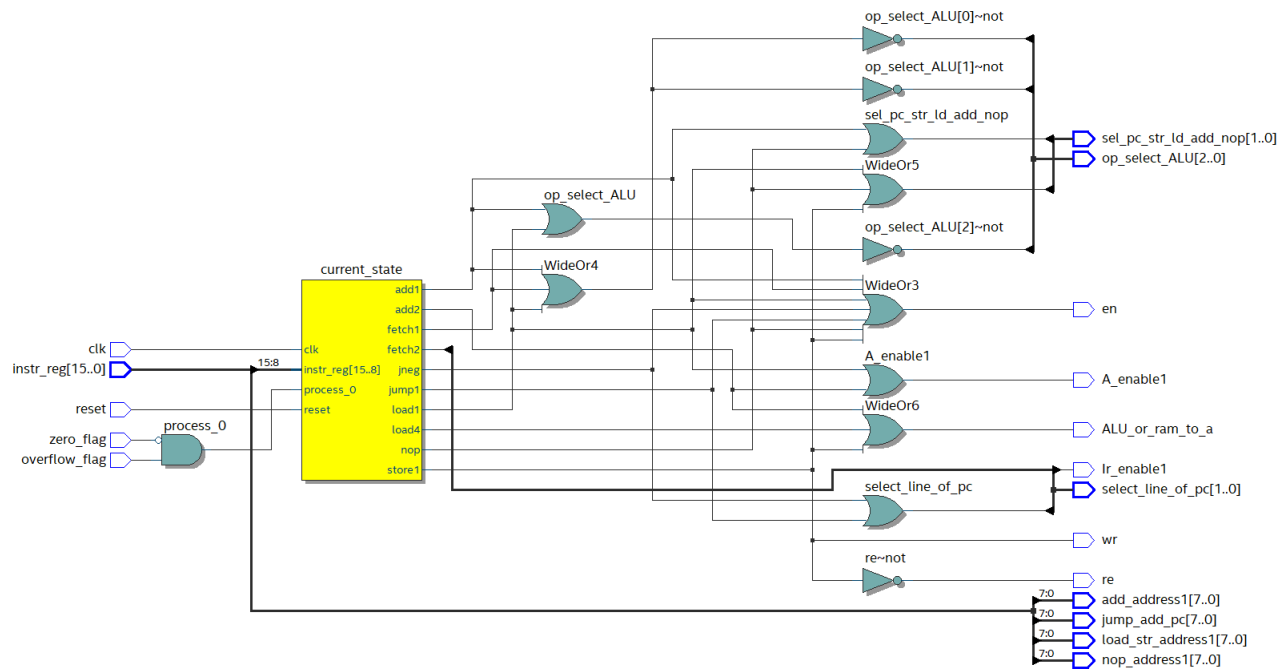 op_select_ALU[0]~not
op_select_ALU[1]~not
sel_pc_str_ld_add_nop
sel_pc_str_ld_add_nop[1..0]
op_select_ALU[2..0]
WideOr5
op_select_ALU
op_select_ALU[2]~not
current_state
WideOr4
WideOr3
add1
add2
fetch1
fetch2
jneg
jump1
load1
load4
nop
store1
clk
instr_reg[15..8]
process_0
reset
clk
instr_reg[15..0]
15:8
reset
zero_flag
overflow_flag
process_0
en
A_enable1
A_enable1
WideOr6
ALU_or_ram_to_a
Ir_enable1
select_line_of_pc
select_line_of_pc[1..0]
wr
re~not
re
7:0
add_address1[7..0]
7:0
jump_add_pc[7..0]
7:0
load_str_address1[7..0]
7:0
nop_address1[7..0]